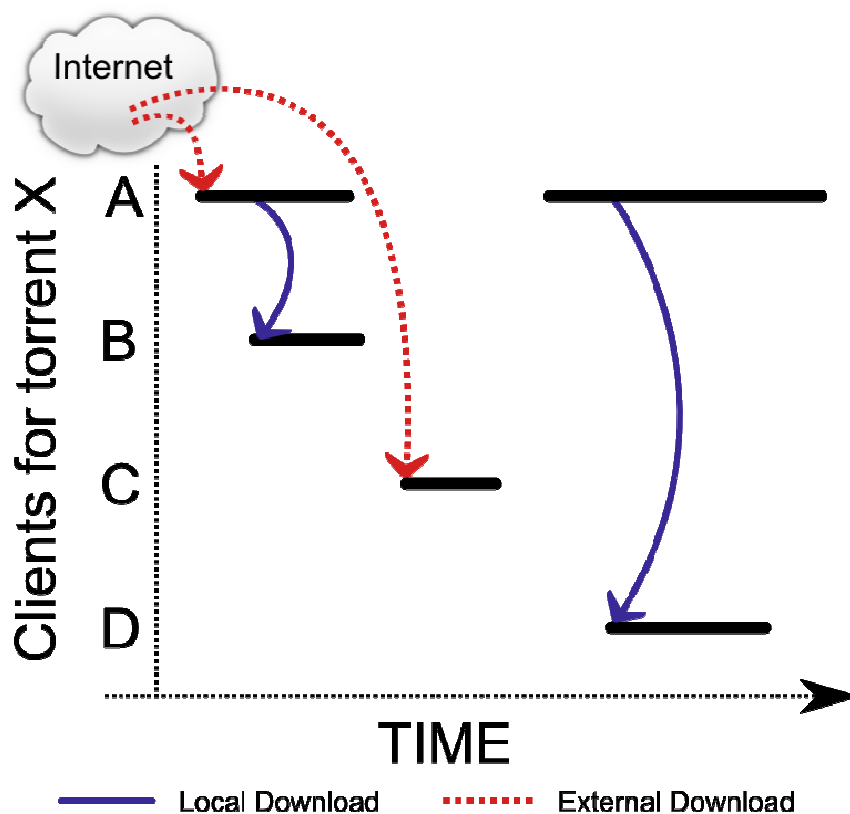 Internet
Clients for torrent X
A
B
C
D
TIME
Local Download
External Download